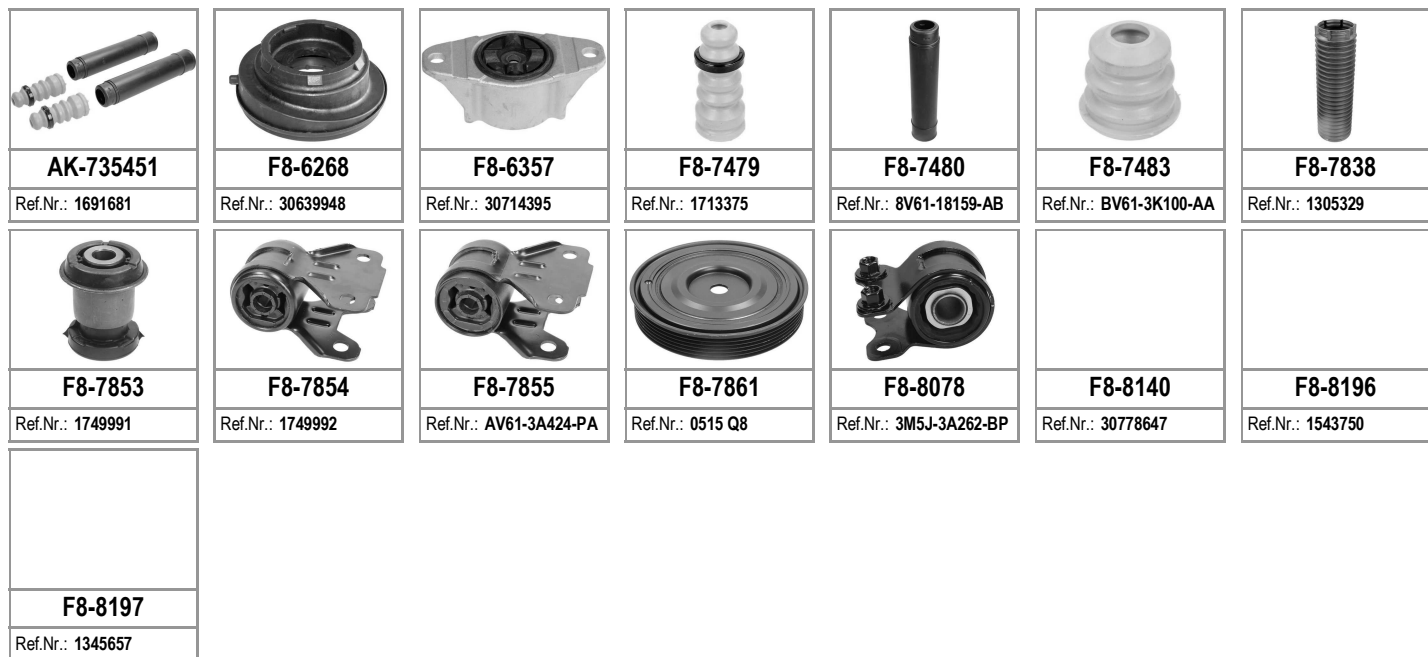 AK-735451
Ref.Nr.: 1691681
F8-6268
Ref.Nr.: 30639948
F8-6357
Ref.Nr.: 30714395
F8-7479
Ref.Nr.: 1713375
F8-7480
Ref.Nr.: 8V61-18159-AB
F8-7483
Ref.Nr.: BV61-3K100-AA
F8-7838
Ref.Nr.: 1305329
F8-7853
Ref.Nr.: 1749991
F8-7854
Ref.Nr.: 1749992
F8-7855
Ref.Nr.: AV61-3A424-PA
F8-7861
Ref.Nr.: 0515 Q8
F8-8078
Ref.Nr.: 3M5J-3A262-BP
F8-8140
Ref.Nr.: 30778647
F8-8196
Ref.Nr.: 1543750
F8-8197
Ref.Nr.: 1345657